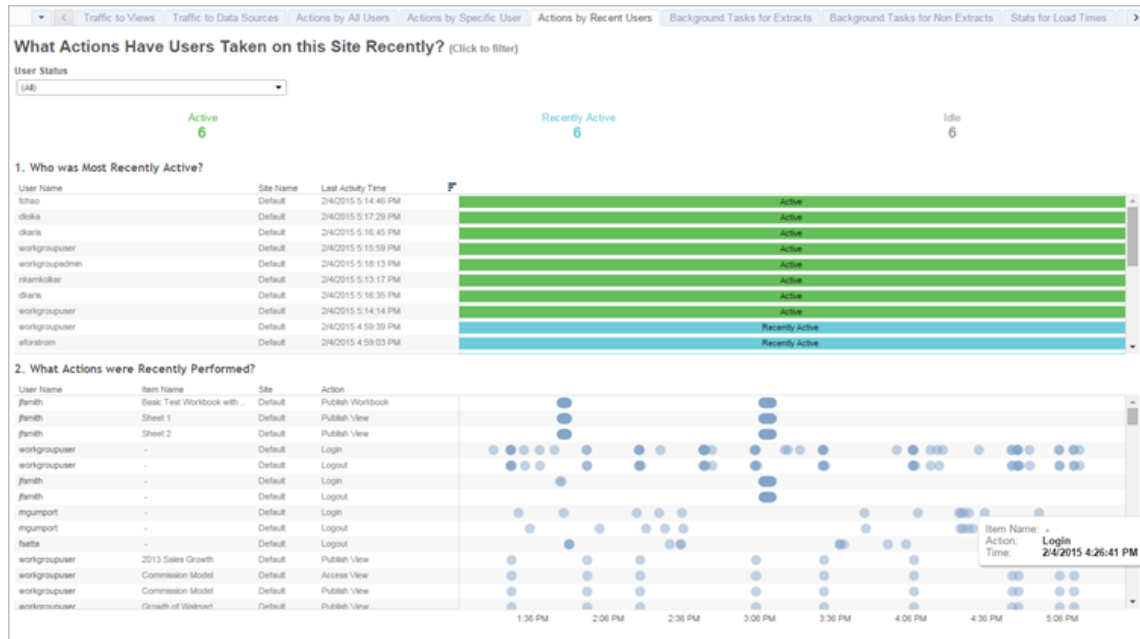 Traffic to Views Traffic to Data Sources Actions by All Users Actions by Specific User Actions by Recent Users Background Tasks for Extracts Background Tasks for Non Extracts Stats for Load Times
What Actions Have Users Taken on this Site Recently? (Click to filter)
User Status
(All)
Active Recently Active Idle
6 6 6
1. Who was Most Recently Active?
User Name Site Name Last Activity Time
fchao Default 2/4/2015 5:14:46 PM Active
dloika Default 2/4/2015 5:17:29 PM Active
dkaris Default 2/4/2015 5:16:45 PM Active
workgroupuser Default 2/4/2015 5:15:59 PM Active
workgroupadmin Default 2/4/2015 5:18:13 PM Active
nkamkolkar Default 2/4/2015 5:13:17 PM Active
dkaris Default 2/4/2015 5:16:35 PM Active
workgroupuser Default 2/4/2015 5:14:14 PM Active
workgroupuser Default 2/4/2015 4:59:39 PM Recently Active
aforstrom Default 2/4/2015 4:59:03 PM Recently Active
2. What Actions were Recently Performed?
User Name Item Name Site Action
jfsmith Basic Test Workbook with .. Default Publish Workbook
jfsmith Sheet 1 Default Publish View
jfsmith Sheet 2 Default Publish View
workgroupuser - Default Login
workgroupuser - Default Logout
jfsmith - Default Login
jfsmith - Default Logout
mgumport - Default Login
mgumport - Default Logout
fsatta - Default Logout
workgroupuser 2013 Sales Growth Default Publish View
workgroupuser Commission Model Default Access View
workgroupuser Commission Model Default Publish View
workgroupuser Growth of Walmart Default Publish View
Item Name: -
Action: Login
Time: 2/4/2015 4:26:41 PM
1:36 PM 2:06 PM 2:36 PM 3:06 PM 3:36 PM 4:06 PM 4:36 PM 5:06 PM